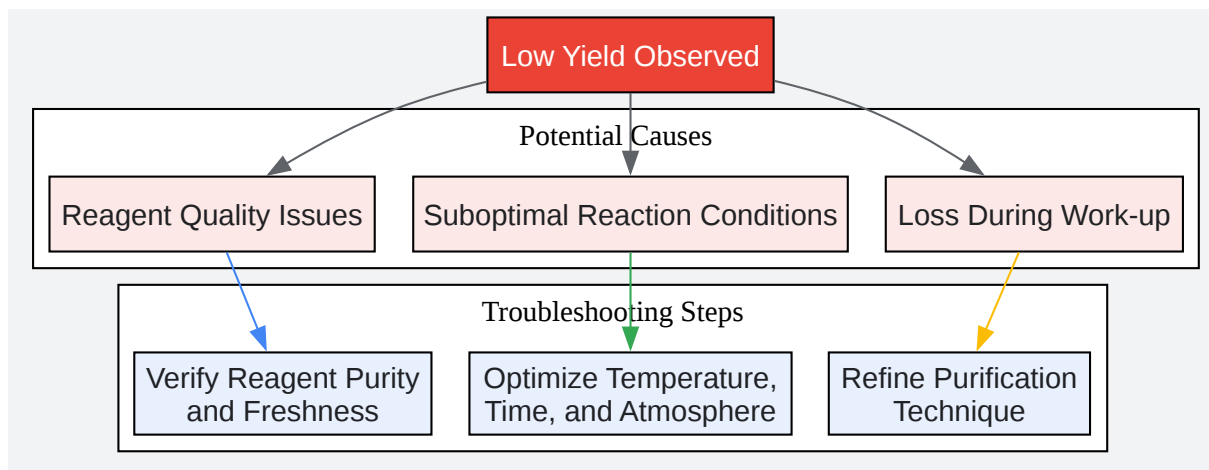 Low Yield Observed
Potential Causes
Reagent Quality Issues
Suboptimal Reaction Conditions
Loss During Work-up
Troubleshooting Steps
Verify Reagent Purity
and Freshness
Optimize Temperature,
Time, and Atmosphere
Refine Purification
Technique